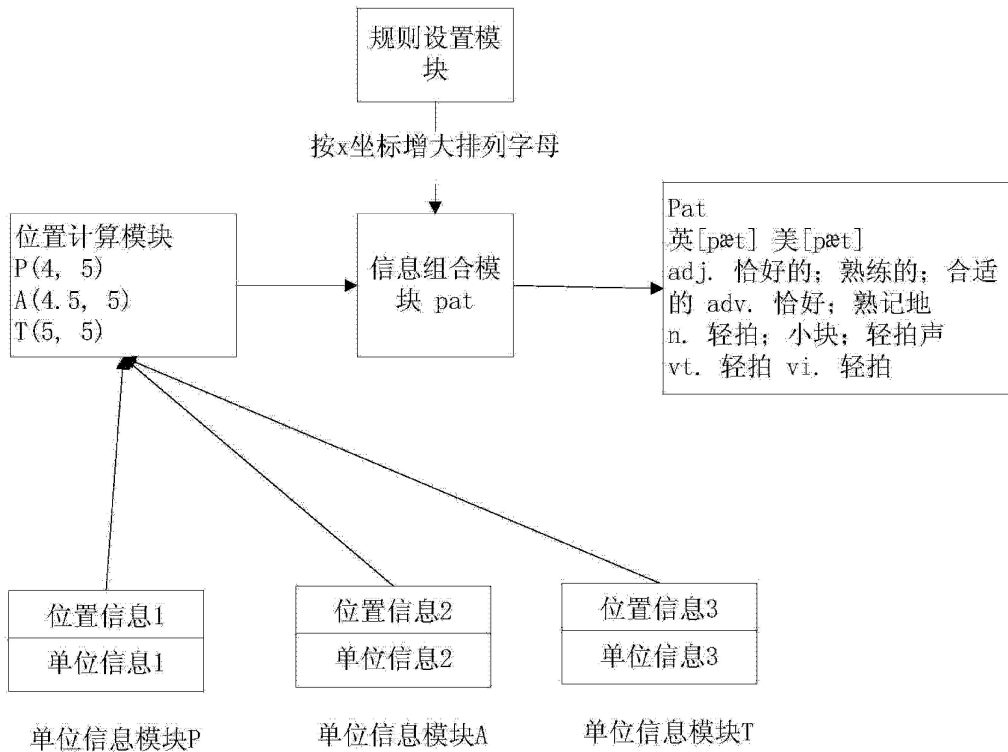 规则设置模
块
按x坐标增大排列字母
位置计算模块
P(4, 5)
A(4.5, 5)
T(5, 5)
信息组合模
块 pat
Pat
英[pæt] 美[pæt]
adj. 恰好的; 熟练的; 合适
的 adv. 恰好; 熟记地
n. 轻拍; 小块; 轻拍声
vt. 轻拍 vi. 轻拍
位置信息1
单位信息1
单位信息模块P
位置信息2
单位信息2
单位信息模块A
位置信息3
单位信息3
单位信息模块T